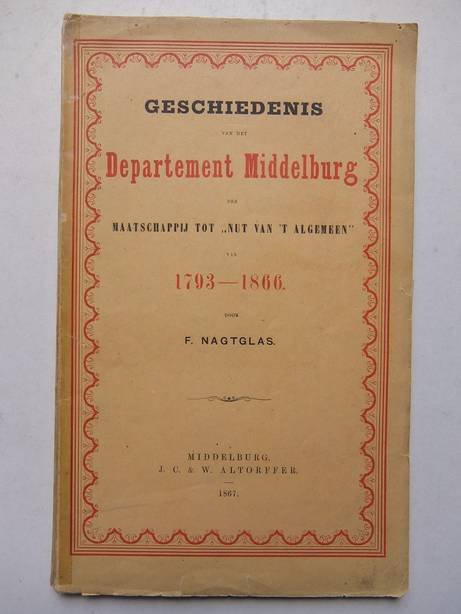 GESCHIEDENIS
VAN HET
Departement Middelburg
DER
MAATSCHAPPIJ TOT „NUT VAN 'T ALGEMEEN"
VAN
1793—1866.
DOOR
F. NAGTGLAS.
MIDDELBURG,
J. C. & W. ALTORFFER.
1867.